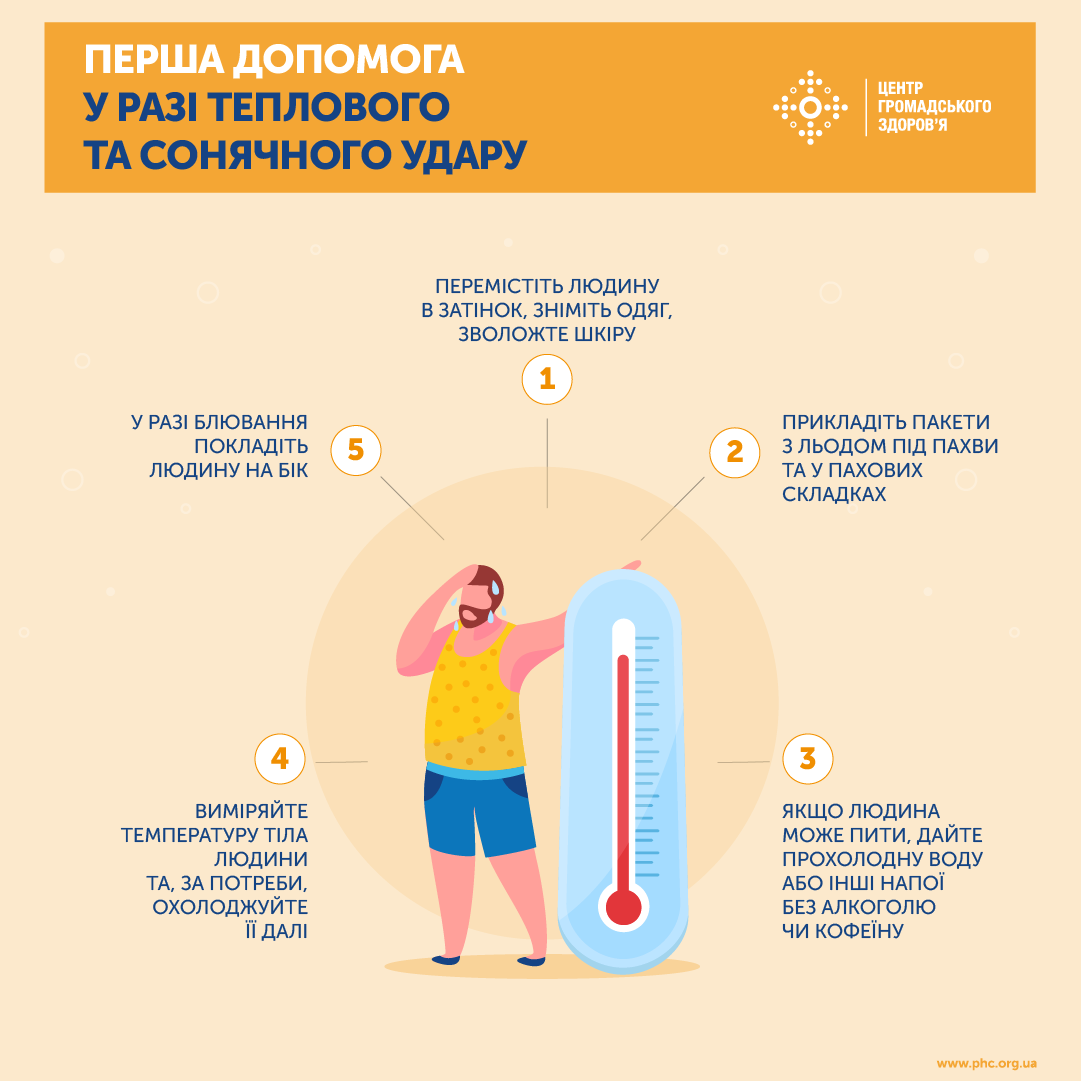 ПЕРША ДОПОМОГА
У РАЗІ ТЕПЛОВОГО
ТА СОНЯЧНОГО УДАРУ
ЦЕНТР
ГРОМАДСЬКОГО
ЗДОРОВ'Я
ПЕРЕМІСТІТЬ ЛЮДИНУ
В ЗАТІНОК, ЗНІМІТЬ ОДЯГ,
ЗВОЛОЖТЕ ШКІРУ
1
2
ПРИКЛАДІТЬ ПАКЕТИ
З ЛЬОДОМ ПІД ПАХВИ
ТА У ПАХОВИХ
СКЛАДКАХ
3
ЯКЩО ЛЮДИНА
МОЖЕ ПИТИ, ДАЙТЕ
ПРОХОЛОДНУ ВОДУ
АБО ІНШІ НАПОЇ
БЕЗ АЛКОГОЛЮ
ЧИ КОФЕЇНУ
4
ВИМІРЯЙТЕ
ТЕМПЕРАТУРУ ТІЛА
ЛЮДИНИ
ТА, ЗА ПОТРЕБИ,
ОХОЛОДЖУЙТЕ
ЇЇ ДАЛІ
5
У РАЗІ БЛЮВАННЯ
ПОКЛАДІТЬ
ЛЮДИНУ НА БІК
www.phc.org.ua